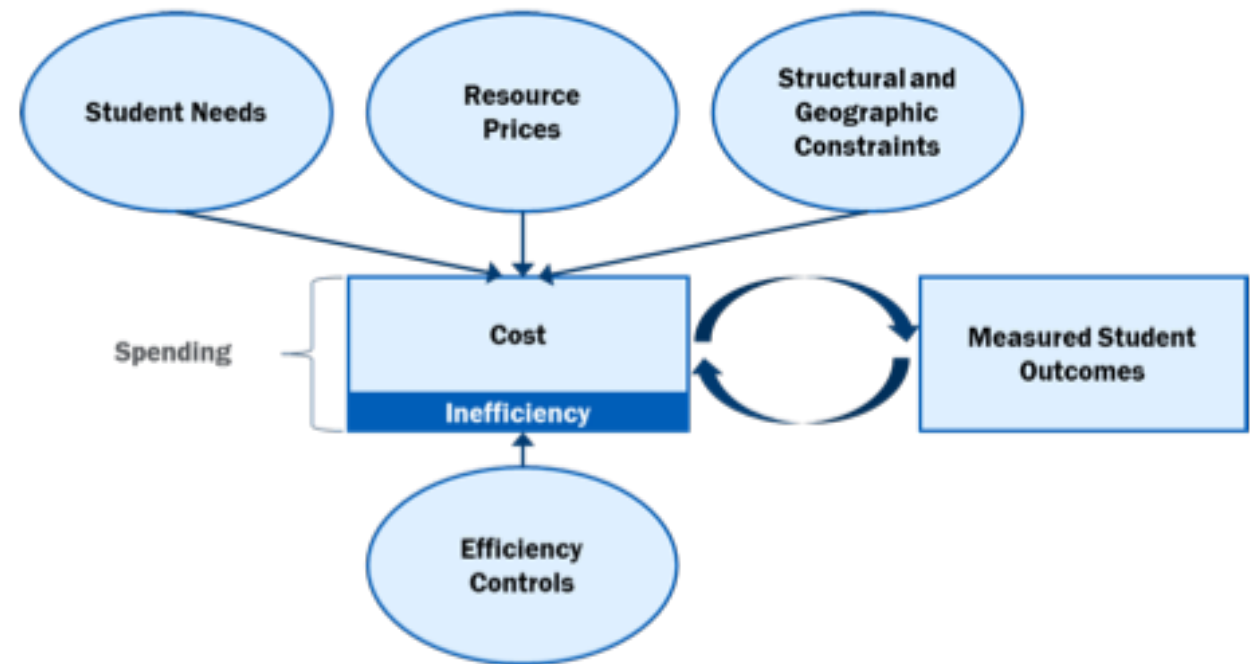 Student Needs
Resource
Prices
Structural and
Geographic
Constraints
Spending
Cost
Inefficiency
Measured Student
Outcomes
Efficiency
Controls